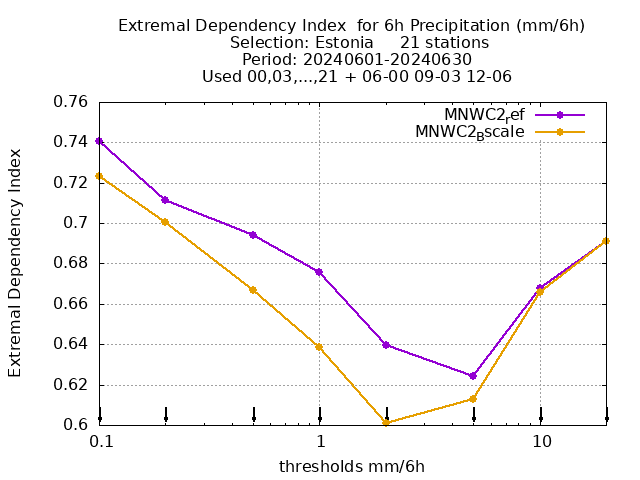 Extremal Dependency Index  for 6h Precipitation (mm/6h)
Selection: Estonia     21 stations
Period: 20240601-20240630
Used 00,03,...,21 + 06-00 09-03 12-06
MNWC2ref
MNWC2Bscale
0.76
0.74
0.72
0.7
0.68
0.66
0.64
0.62
0.6
Extremal Dependency Index
0.1 1 10
thresholds mm/6h